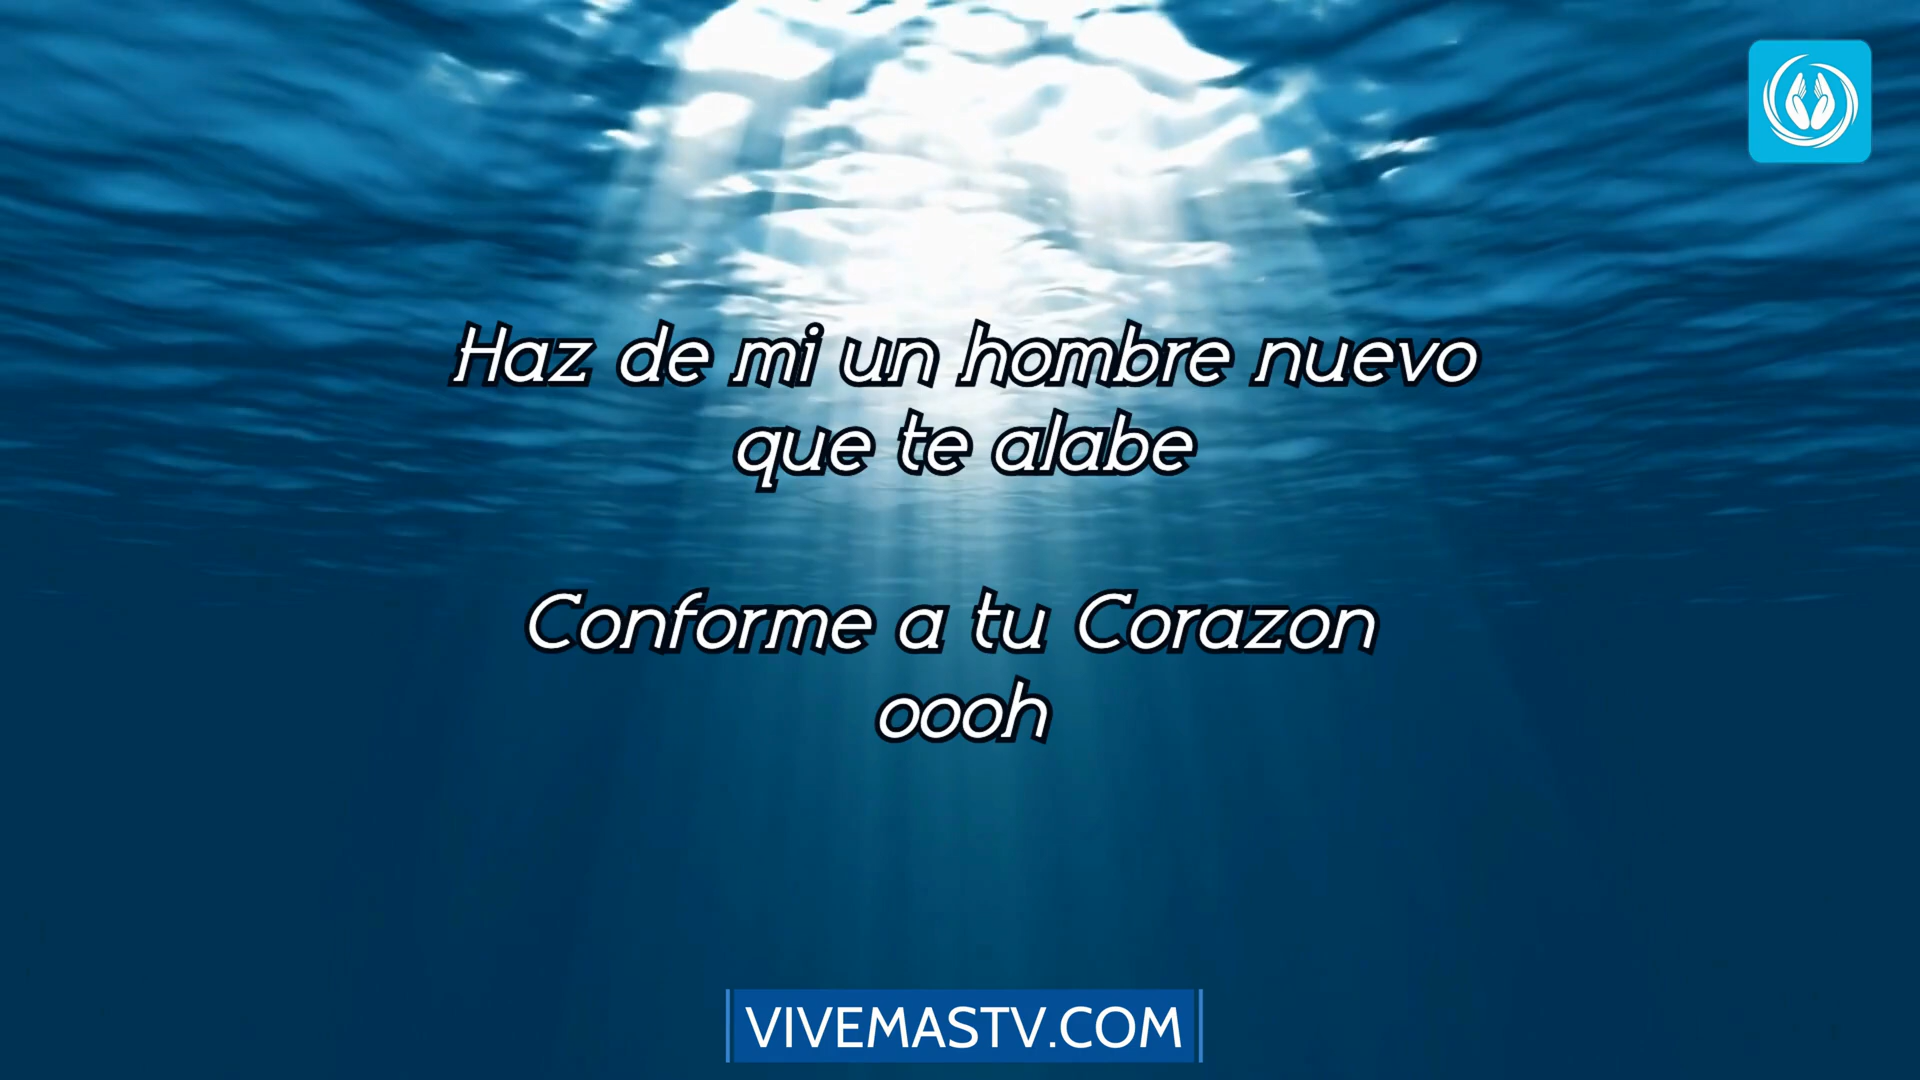 Haz de mi un hombre nuevo
que te alabe
Conforme a tu Corazon
oooh
VIVEMASTV.COM